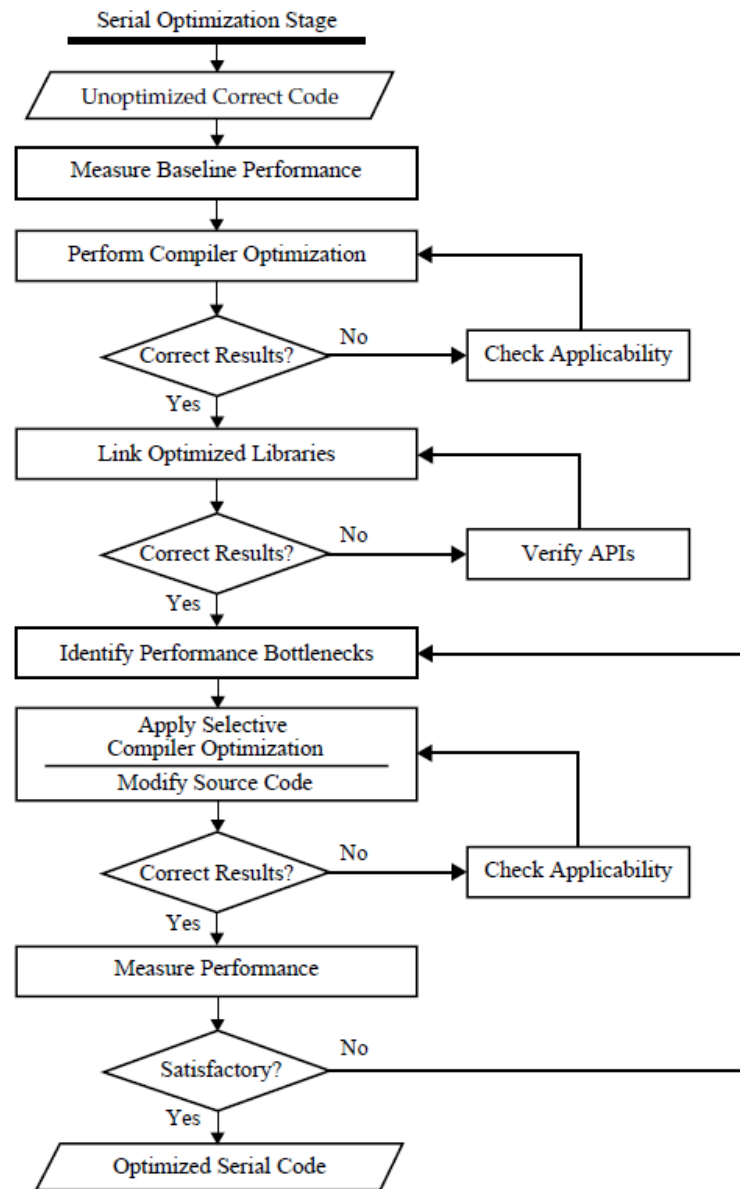 Serial Optimization Stage
Unoptimized Correct Code
Measure Baseline Performance
Perform Compiler Optimization
Correct Results?
No
Check Applicability
Yes
Link Optimized Libraries
Correct Results?
No
Verify APIs
Yes
Identify Performance Bottlenecks
Apply Selective
Compiler Optimization
Modify Source Code
Correct Results?
No
Check Applicability
Yes
Measure Performance
Satisfactory?
No
Yes
Optimized Serial Code